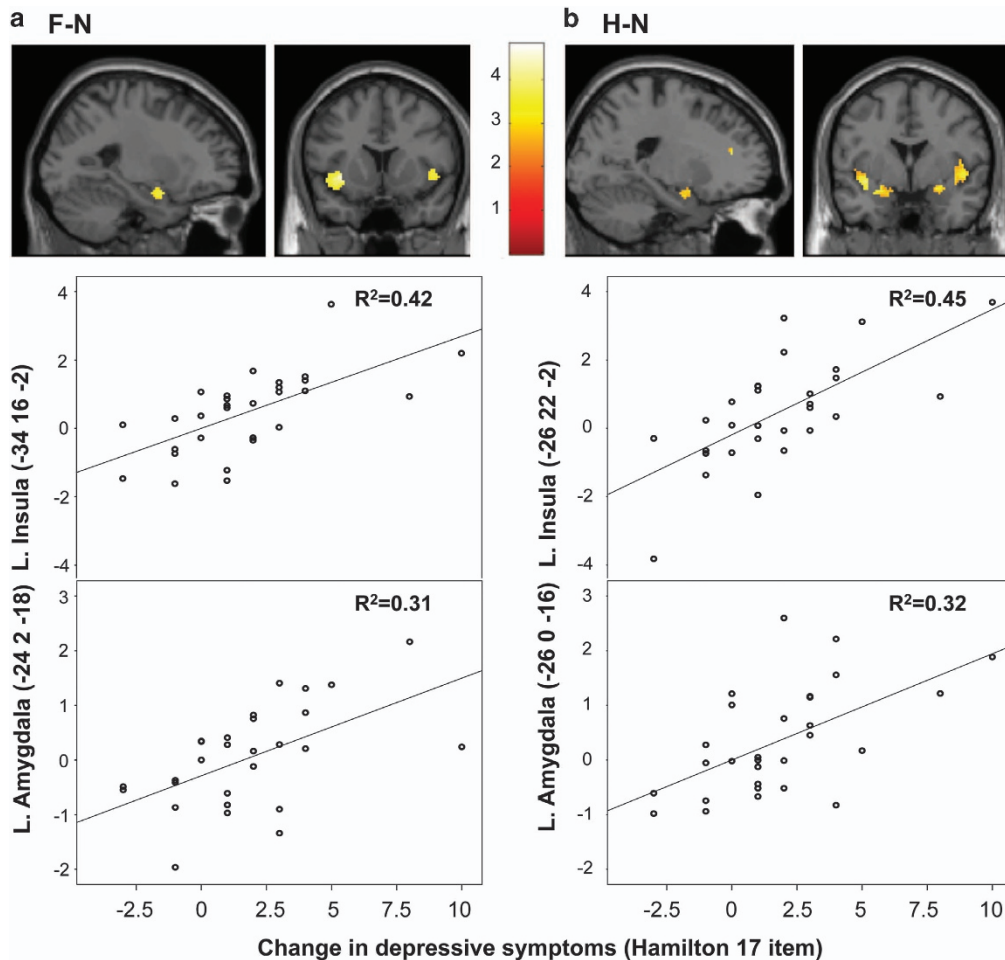 a F-N
b H-N
4
3
2
1
R²=0.42
L. Insula (-34 16 -2)
4
2
0
-2
-4
R²=0.45
L. Insula (-26 22 -2)
4
2
0
-2
-4
R²=0.31
L. Amygdala (-24 2 -18)
3
2
1
0
-1
-2
R²=0.32
L. Amygdala (-26 0 -16)
3
2
1
0
-1
-2
-2.5 0 2.5 5 7.5 10
-2.5 0 2.5 5 7.5 10
Change in depressive symptoms (Hamilton 17 item)